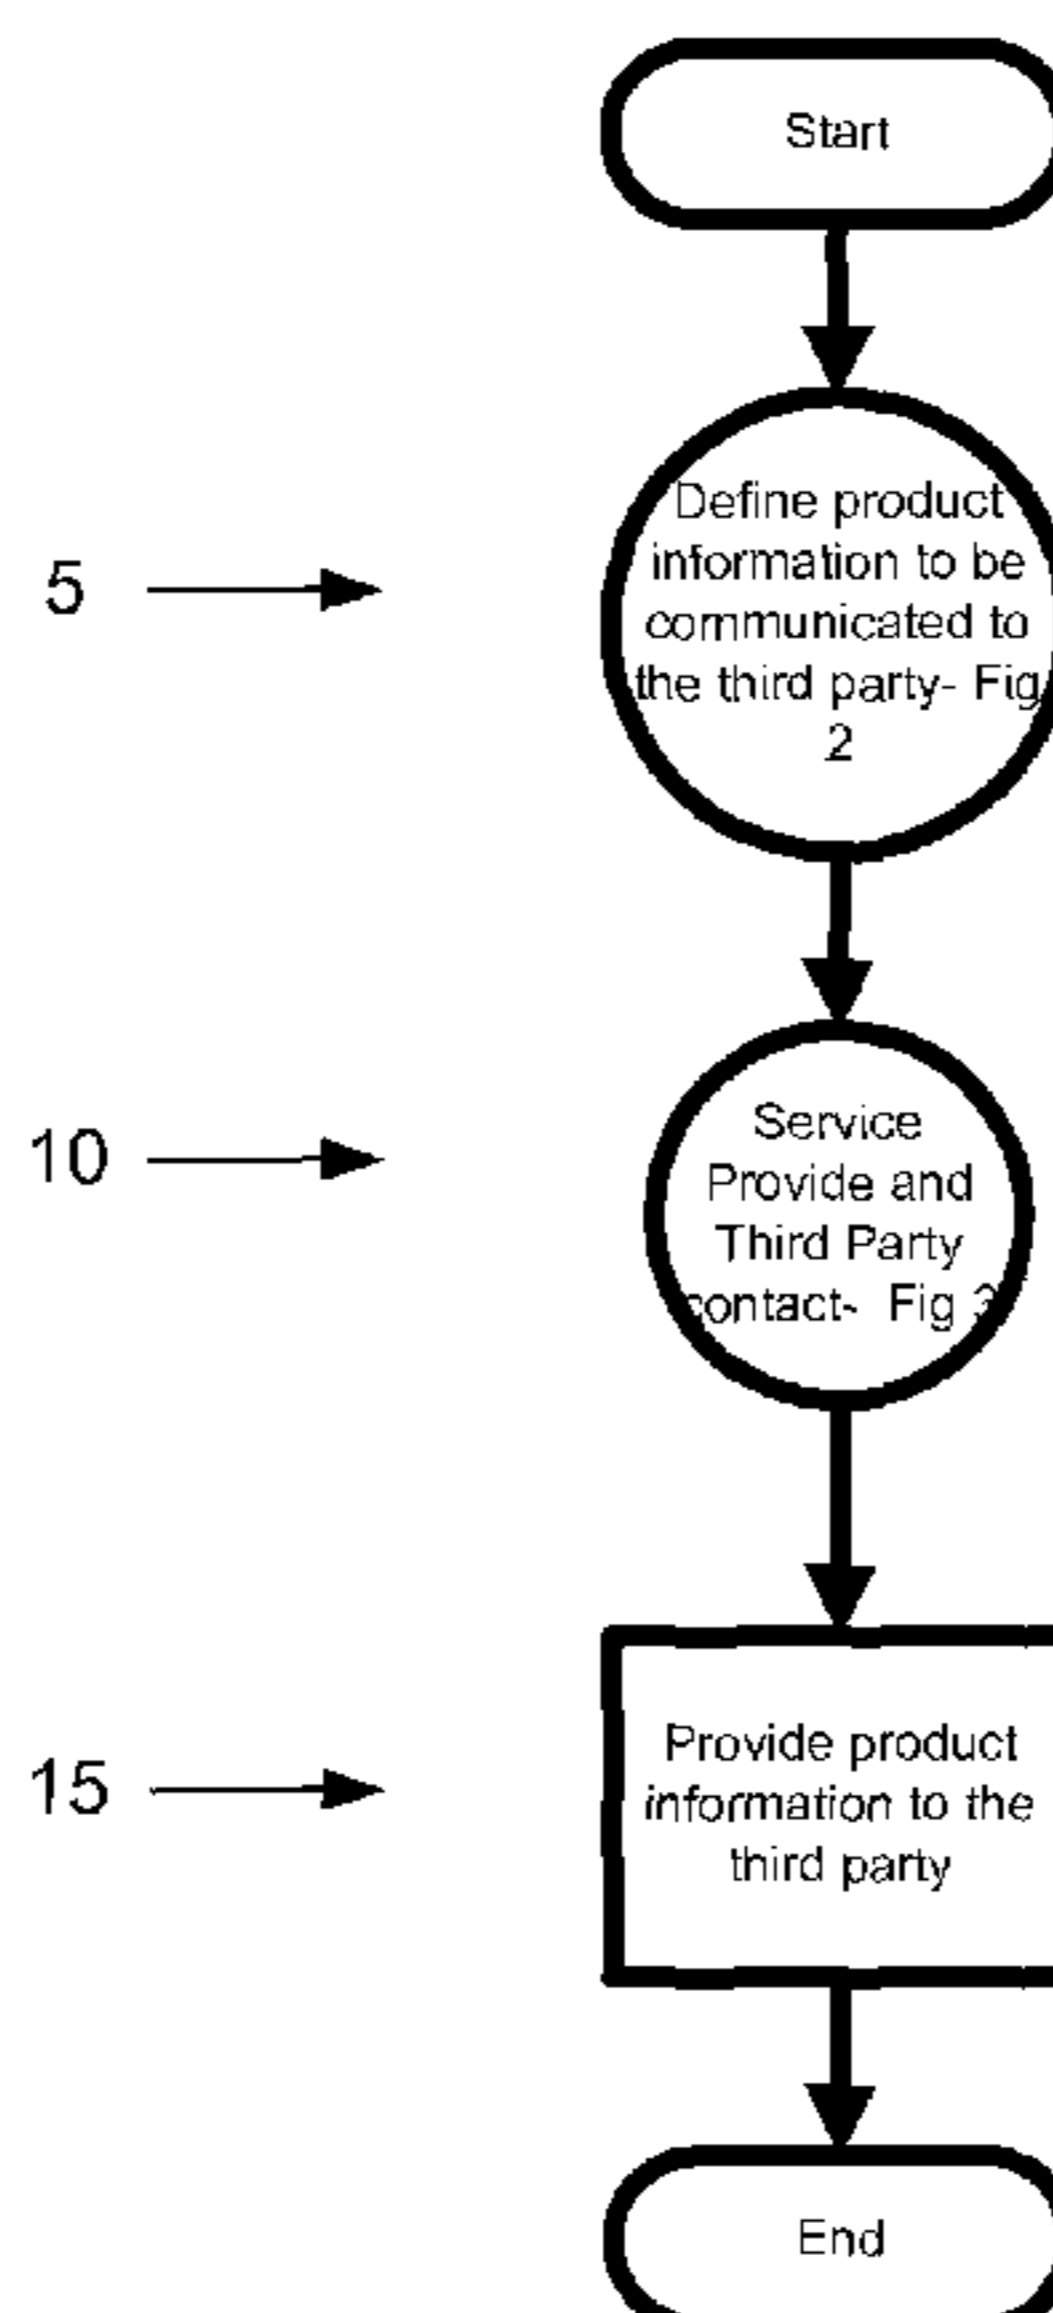 Start
5
Define product
information to be
communicated to
the third party- Fig
2
10
Service
Provide and
Third Party
contact- Fig 3
15
Provide product
information to the
third party
End